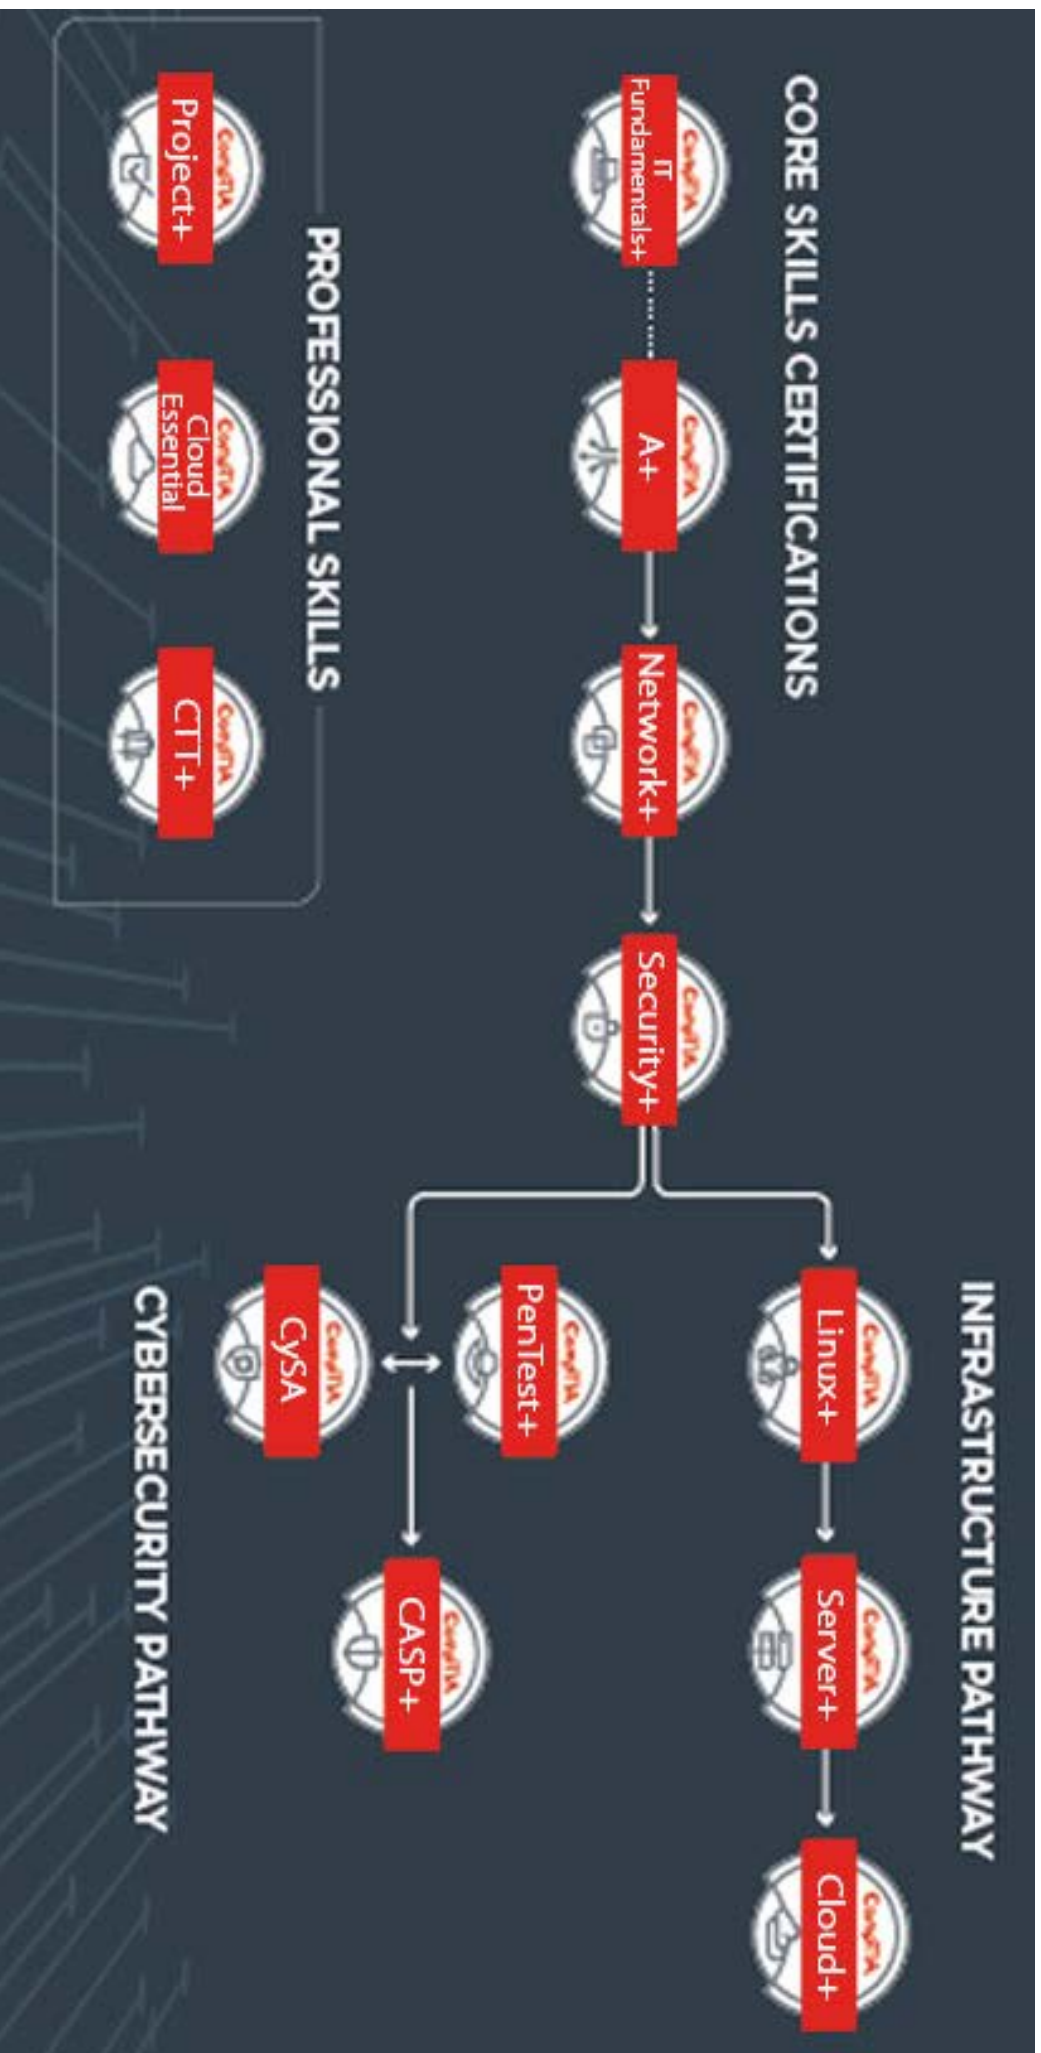 CORE SKILLS CERTIFICATIONS
CompTIA
IT
Fundamentals+
CompTIA
A+
CompTIA
Network+
CompTIA
Security+
INFRASTRUCTURE PATHWAY
CompTIA
Linux+
CompTIA
Server+
CompTIA
Cloud+
CompTIA
PenTest+
CompTIA
CySA
CompTIA
CASP+
CYBERSECURITY PATHWAY
PROFESSIONAL SKILLS
CompTIA
Project+
CompTIA
Cloud
Essential
CompTIA
CTT+